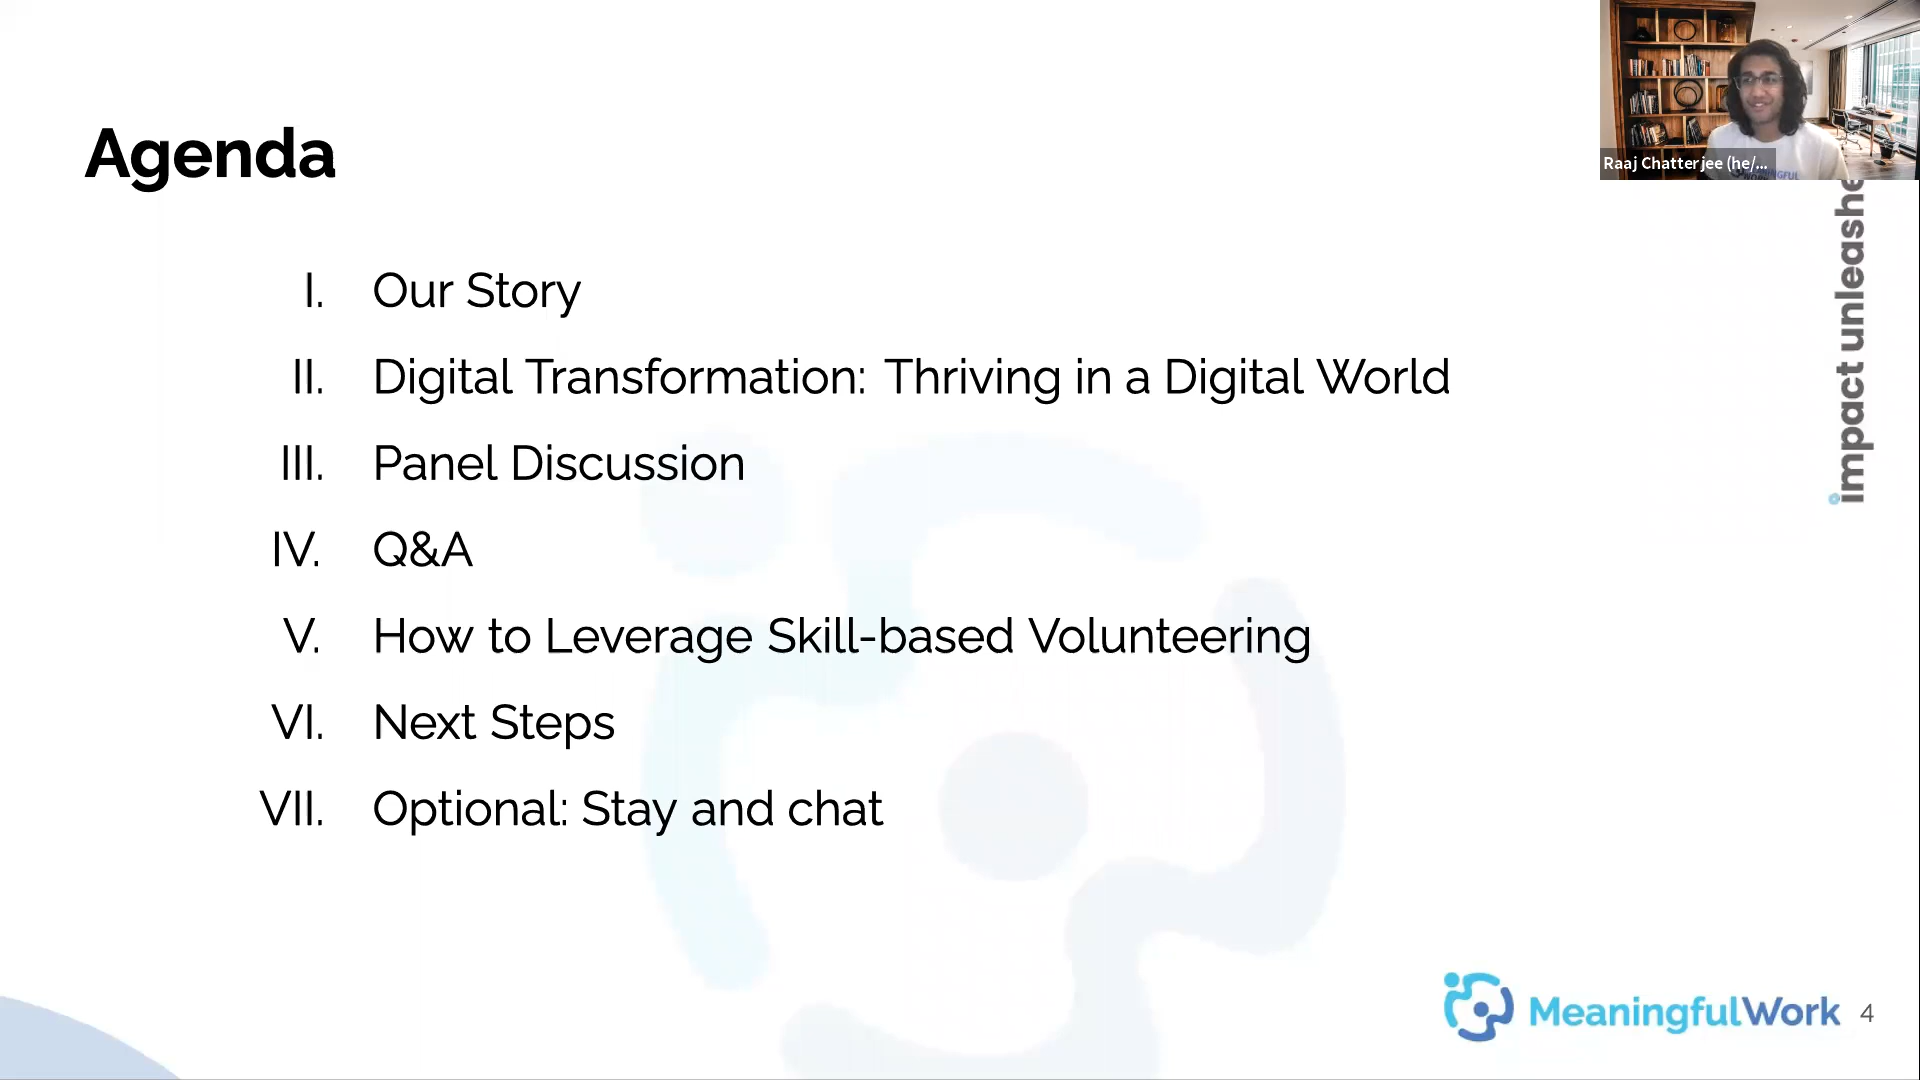 Agenda
I. Our Story
II. Digital Transformation: Thriving in a Digital World
III. Panel Discussion
IV. Q&A
V. How to Leverage Skill-based Volunteering
VI. Next Steps
VII. Optional: Stay and chat
Raaj Chatterjee (he/...
impact unleashe
MeaningfulWork 4